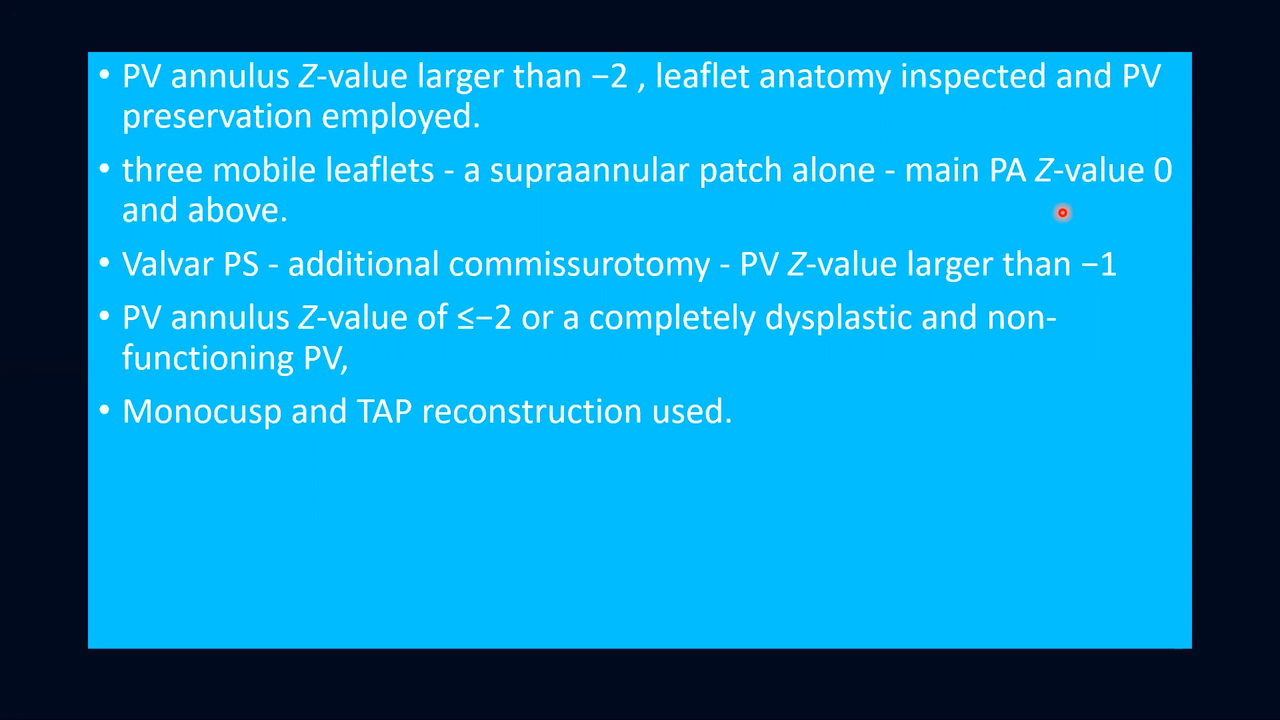 • PV annulus Z-value larger than −2 , leaflet anatomy inspected and PV
preservation employed.
• three mobile leaflets - a supraannular patch alone - main PA Z-value 0
and above.
• Valvar PS - additional commissurotomy - PV Z-value larger than −1
• PV annulus Z-value of ≤−2 or a completely dysplastic and non-
functioning PV,
• Monocusp and TAP reconstruction used.